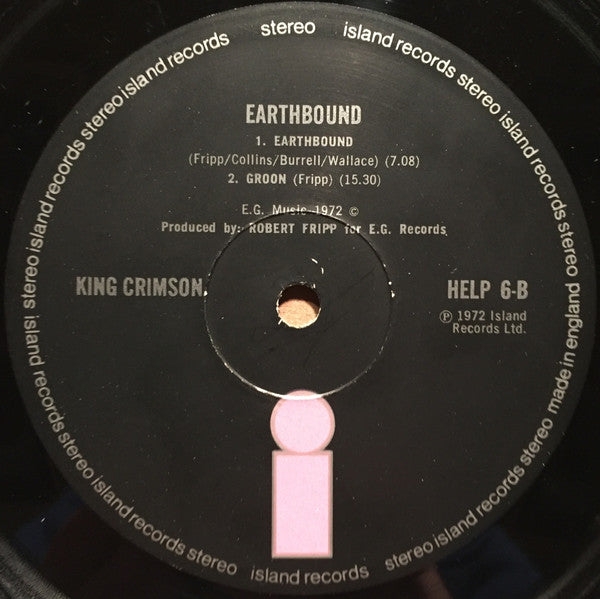 stereo island records stereo island records stereo island records stereo made in england stereo island records stereo island records stereo island records stereo
EARTHBOUND
1. EARTHBOUND
(Fripp/Collins/Burrell/Wallace) (7.08)
2. GROON (Fripp) (15.30)
E.G. Music 1972 ©
Produced by: ROBERT FRIPP for E.G. Records
KING CRIMSON
HELP 6-B
℗ 1972 Island
Records Ltd.